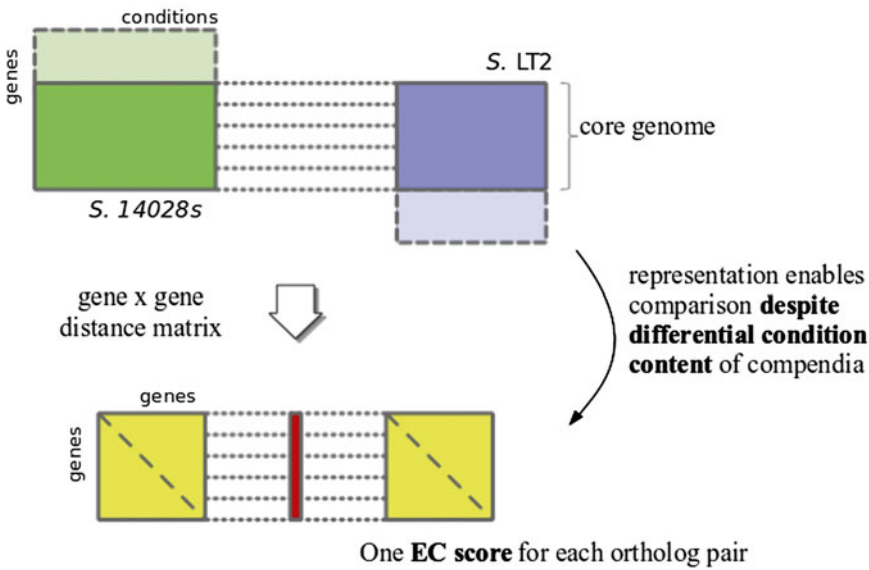 conditions
genes
S. LT2
core genome
S. 14028s
gene x gene
distance matrix
representation enables
comparison despite
differential condition
content of compendia
genes
genes
One EC score for each ortholog pair